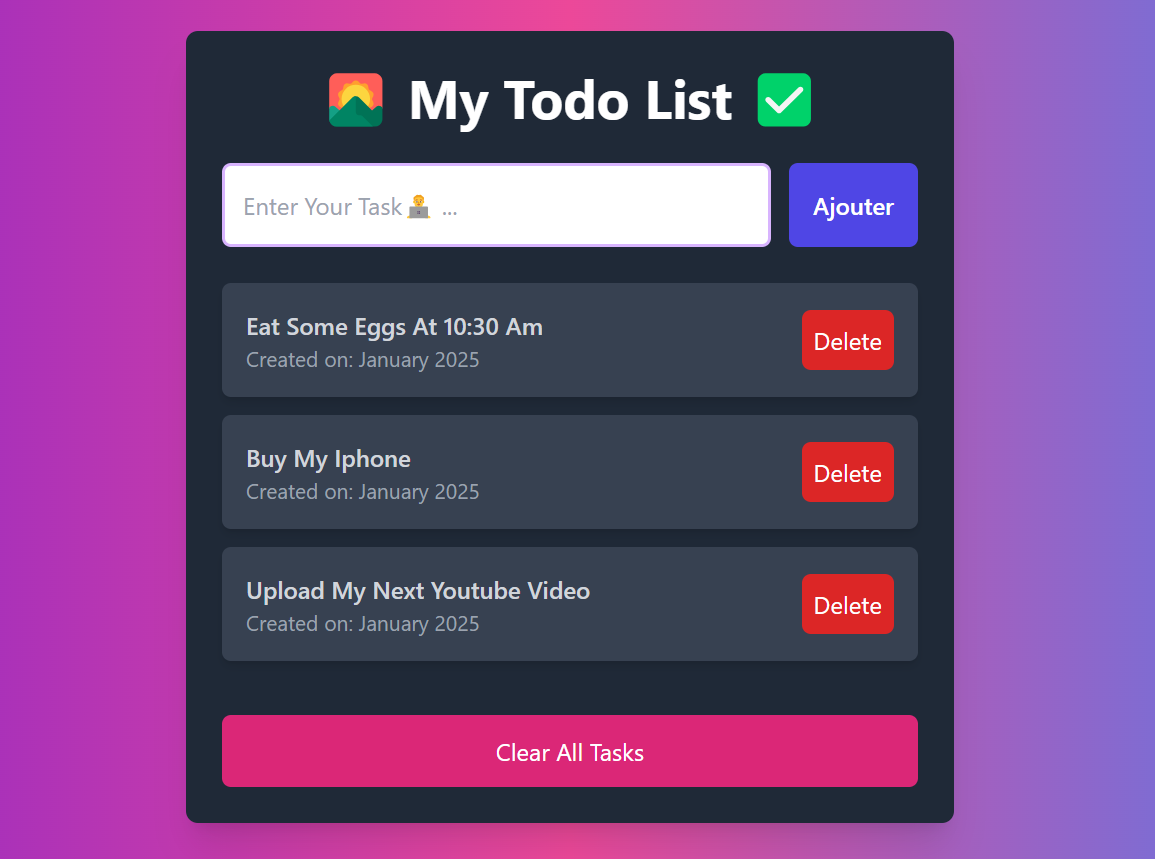 My Todo List
Enter Your Task ...
Ajouter
Eat Some Eggs At 10:30 Am
Created on: January 2025
Delete
Buy My Iphone
Created on: January 2025
Delete
Upload My Next Youtube Video
Created on: January 2025
Delete
Clear All Tasks